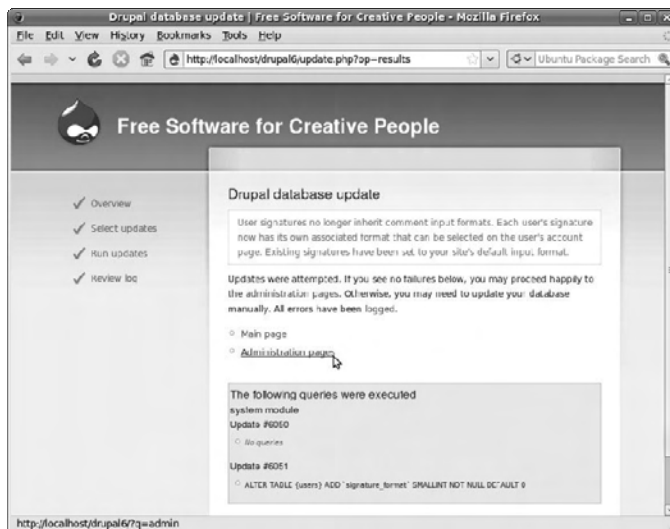 Drupal database update | Free Software for Creative People - Mozilla Firefox
File Edit View History Bookmarks Tools Help
http://localhost/drupal6/update.php?op=results
Ubuntu Package Search
Free Software for Creative People
Overview
Select updates
Run updates
Review log
Drupal database update
User signatures no longer inherit comment input formats. Each user's signature
now has its own associated format that can be selected on the user's account
page. Existing signatures have been set to your site's default input format.
Updates were attempted. If you see no failures below, you may proceed happily to
the administration pages. Otherwise, you may need to update your database
manually. All errors have been logged.
Main page
Administration pages
The following queries were executed
system module
Update #6050
No queries
Update #6051
ALTER TABLE {users} ADD `signature_format` SMALLINT NOT NULL DEFAULT 0
http://localhost/drupal6/?q=admin